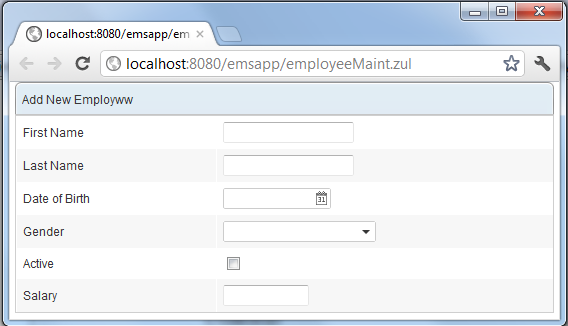 localhost:8080/emsapp/em
localhost:8080/emsapp/employeeMaint.zul
Add New Employww
First Name
Last Name
Date of Birth
31
Gender
Active
Salary